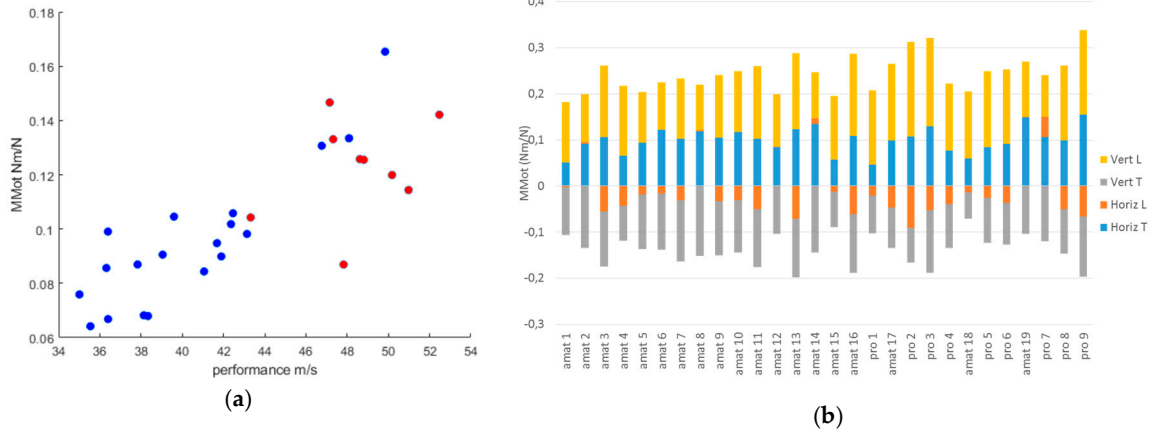 0.18
0.16
0.14
0.12
0.1
0.08
0.06
MMot Nm/N
34 36 38 40 42 44 46 48 50 52 54
performance m/s
(a)
0,4
0,3
0,2
0,1
0
-0,1
-0,2
-0,3
MMot (Nm/N)
Vert L
Vert T
Horiz L
Horiz T
amat 1
amat 2
amat 3
amat 4
amat 5
amat 6
amat 7
amat 8
amat 9
amat 10
amat 11
amat 12
amat 13
amat 14
amat 15
amat 16
pro 1
amat 17
pro 2
pro 3
pro 4
amat 18
pro 5
pro 6
amat 19
pro 7
pro 8
pro 9
(b)